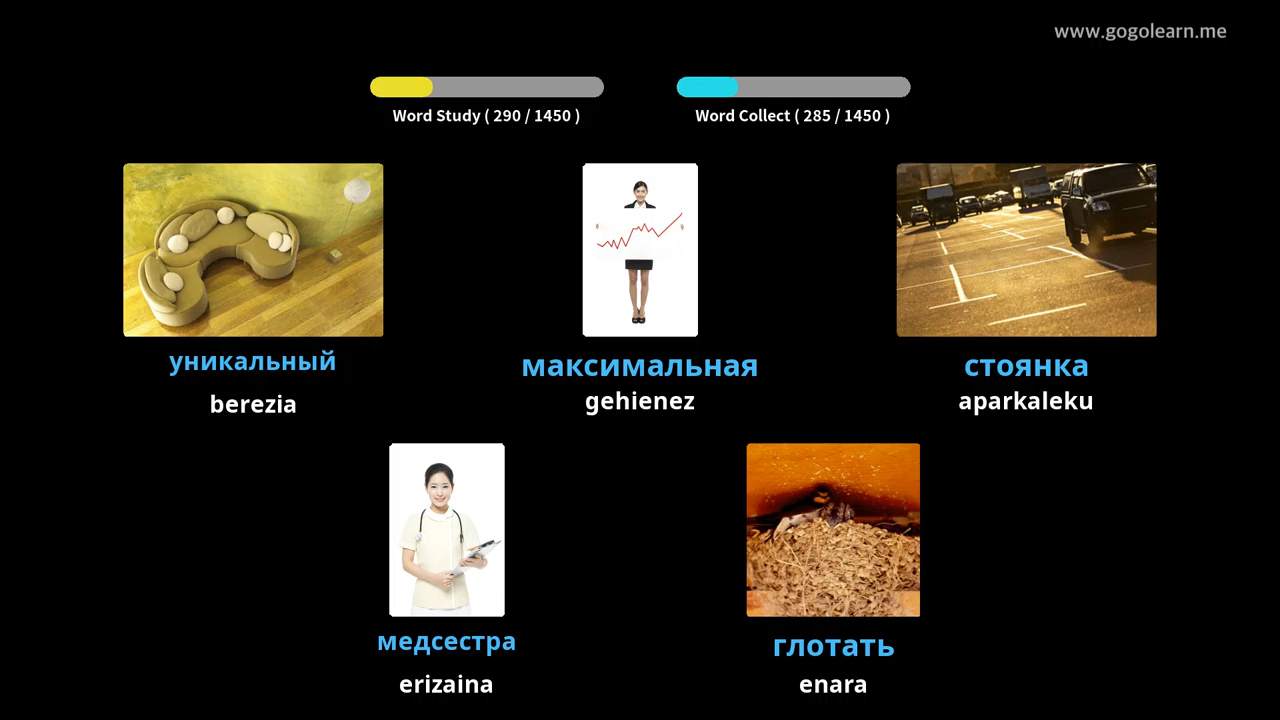 www.gogolearn.me
Word Study ( 290 / 1450 )
Word Collect ( 285 / 1450 )
уникальный
berezia
максимальная
gehienez
стоянка
aparkaleku
медсестра
erizaina
глотать
enara